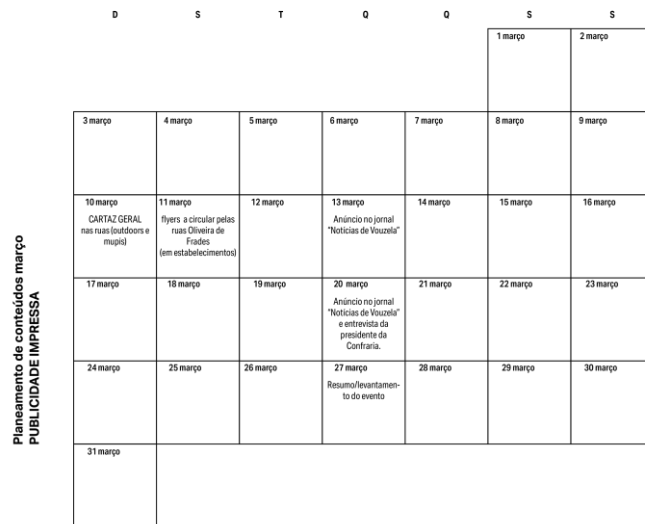 D S T Q Q S S
1 março 2 março
3 março 4 março 5 março 6 março 7 março 8 março 9 março
10 março 11 março 12 março 13 março 14 março 15 março 16 março
CARTAZ GERAL
nas ruas (outdoors e
mupis)
flyers a circular pelas
ruas Oliveira de
Frades
(em estabelecimentos)
Anúncio no jornal
"Notícias de Vouzela"
17 março 18 março 19 março 20 março 21 março 22 março 23 março
Anúncio no jornal
"Notícias de Vouzela"
e entrevista da
presidente da
Confraria.
24 março 25 março 26 março 27 março 28 março 29 março 30 março
Resumo/levantamen-
to do evento
31 março
Planeamento de conteúdos março
PUBLICIDADE IMPRESSA